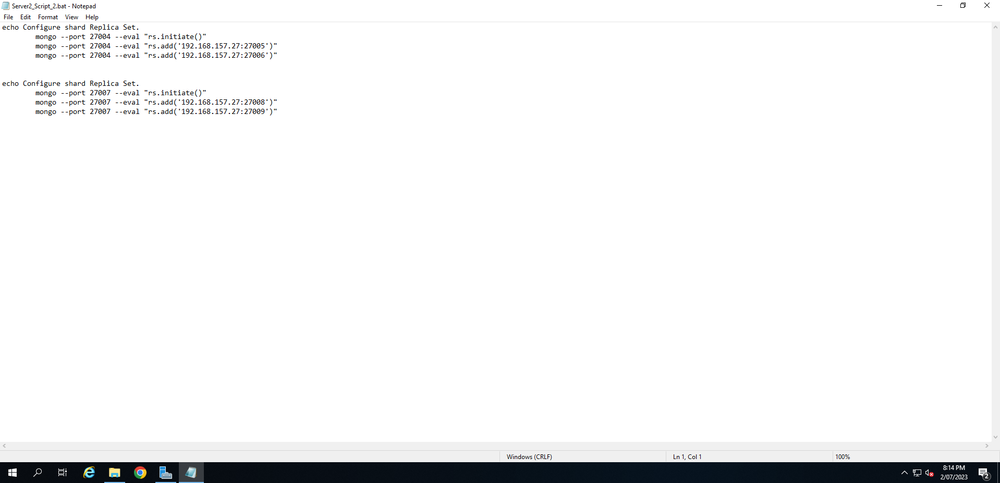 Server2_Script_2.bat - Notepad
File Edit Format View Help
echo Configure shard Replica Set.
mongo --port 27004 --eval "rs.initiate()"
mongo --port 27004 --eval "rs.add('192.168.157.27:27005')"
mongo --port 27004 --eval "rs.add('192.168.157.27:27006')"
echo Configure shard Replica Set.
mongo --port 27007 --eval "rs.initiate()"
mongo --port 27007 --eval "rs.add('192.168.157.27:27008')"
mongo --port 27007 --eval "rs.add('192.168.157.27:27009')"
Windows (CRLF) Ln 1, Col 1 100%
8:14 PM
2/07/2023
2